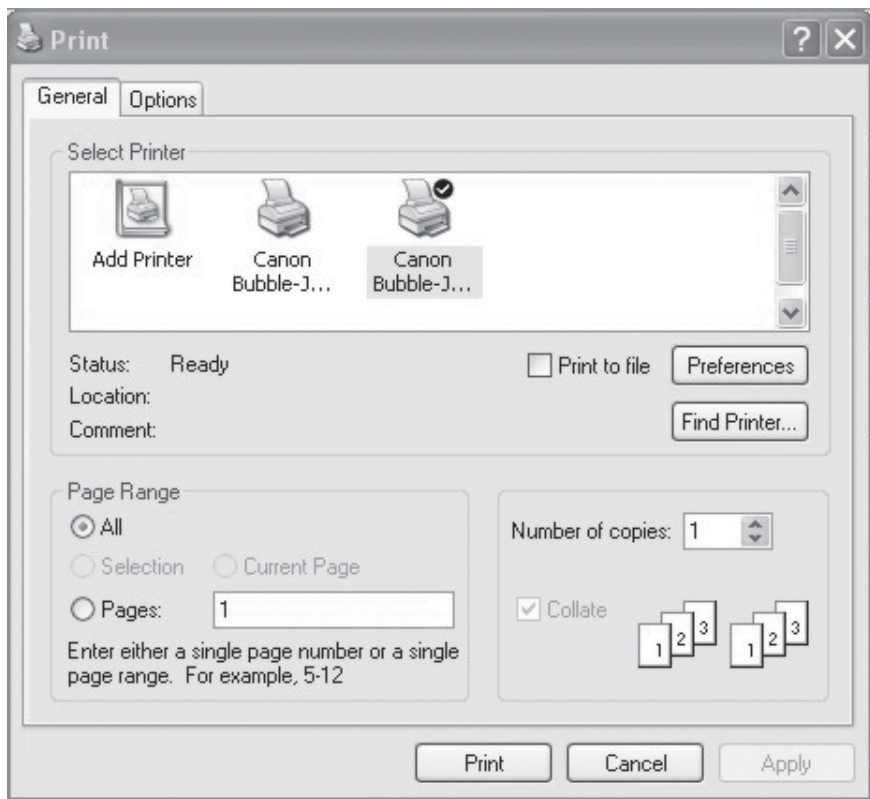 Print
General Options
Select Printer
Add Printer
Canon
Bubble-J...
Canon
Bubble-J...
Status: Ready
Print to file
Preferences
Location:
Comment:
Find Printer...
Page Range
All
Selection Current Page
Pages: 1
Enter either a single page number or a single
page range. For example, 5-12
Number of copies: 1
Collate
1 2 3 1 2 3
Print Cancel Apply